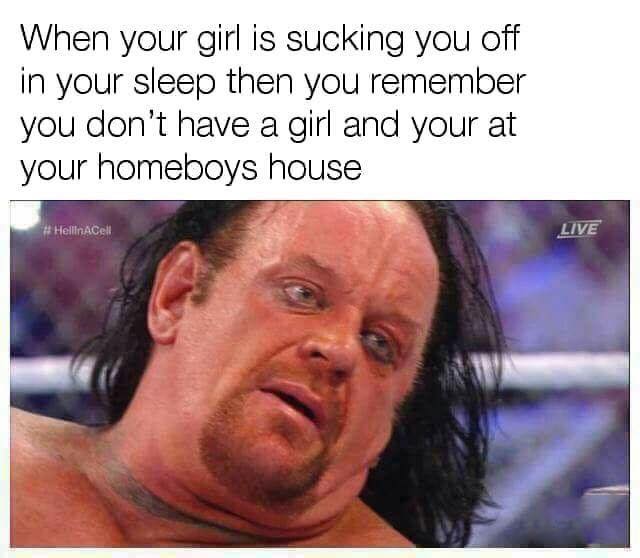 When your girl is sucking you off
in your sleep then you remember
you don't have a girl and your at
your homeboys house
# HellInACell
LIVE